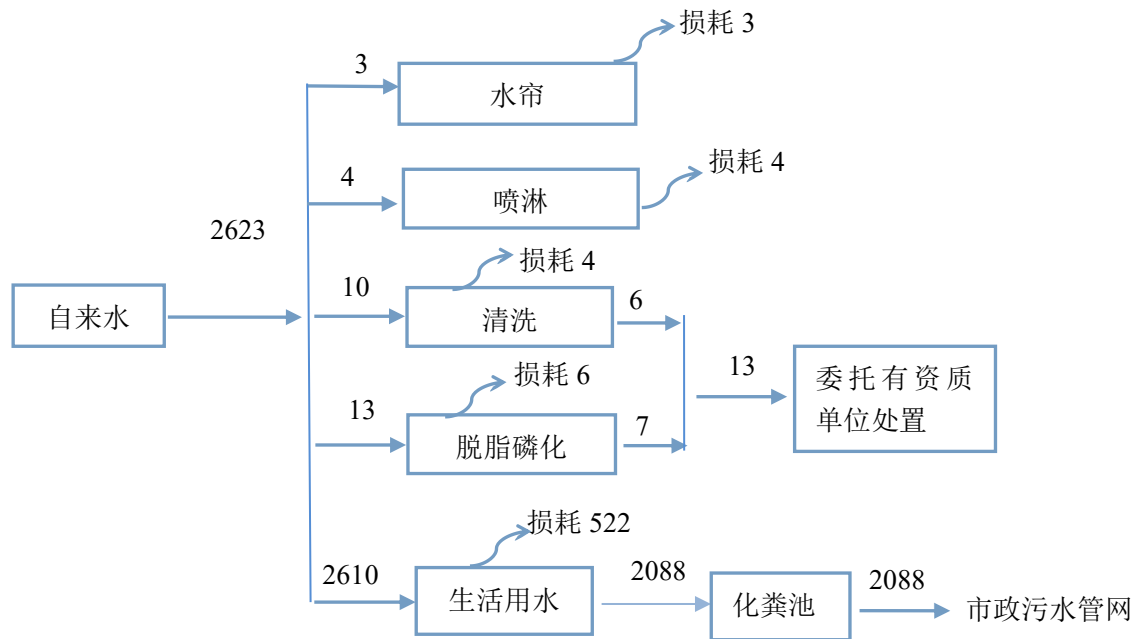 损耗 3
3
水帘
损耗 4
4
喷淋
2623
损耗 4
10
清洗
6
自来水
损耗 6
13
脱脂磷化
7
13
委托有资质
单位处置
损耗 522
2610
生活用水
2088
化粪池
2088
市政污水管网